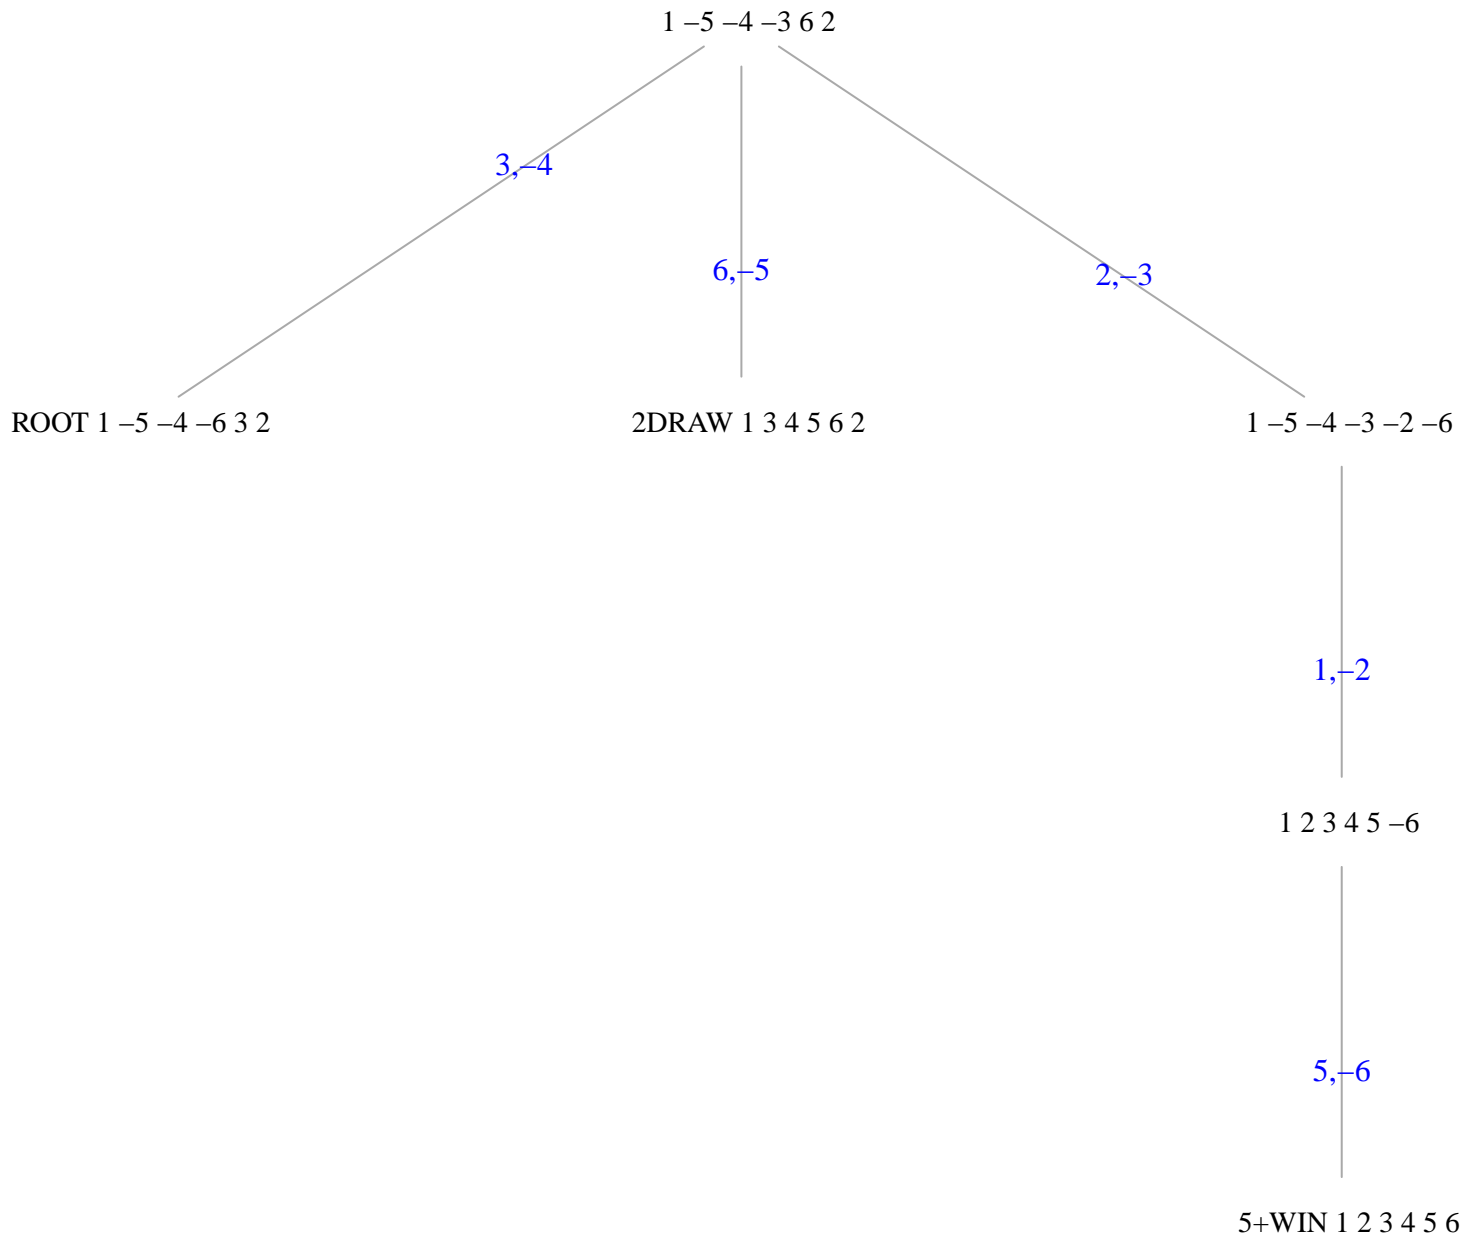 1 –5 –4 –3 6 2
3,–4
6,–5
2,–3
ROOT 1 –5 –4 –6 3 2
2DRAW 1 3 4 5 6 2
1 –5 –4 –3 –2 –6
1,–2
1 2 3 4 5 –6
5,–6
5+WIN 1 2 3 4 5 6